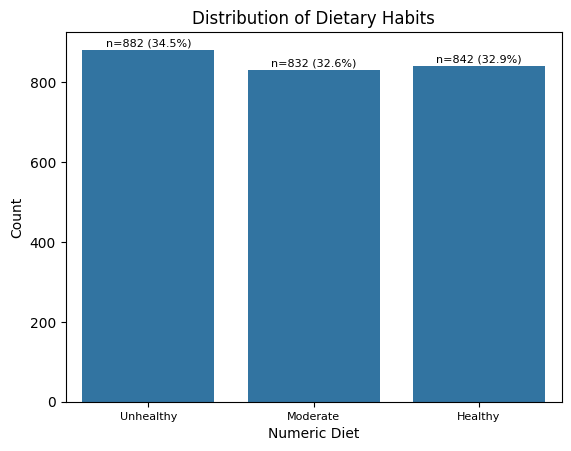 Distribution of Dietary Habits
n=882 (34.5%)
n=832 (32.6%)
n=842 (32.9%)
800
600
400
200
0
Count
Unhealthy
Moderate
Healthy
Numeric Diet